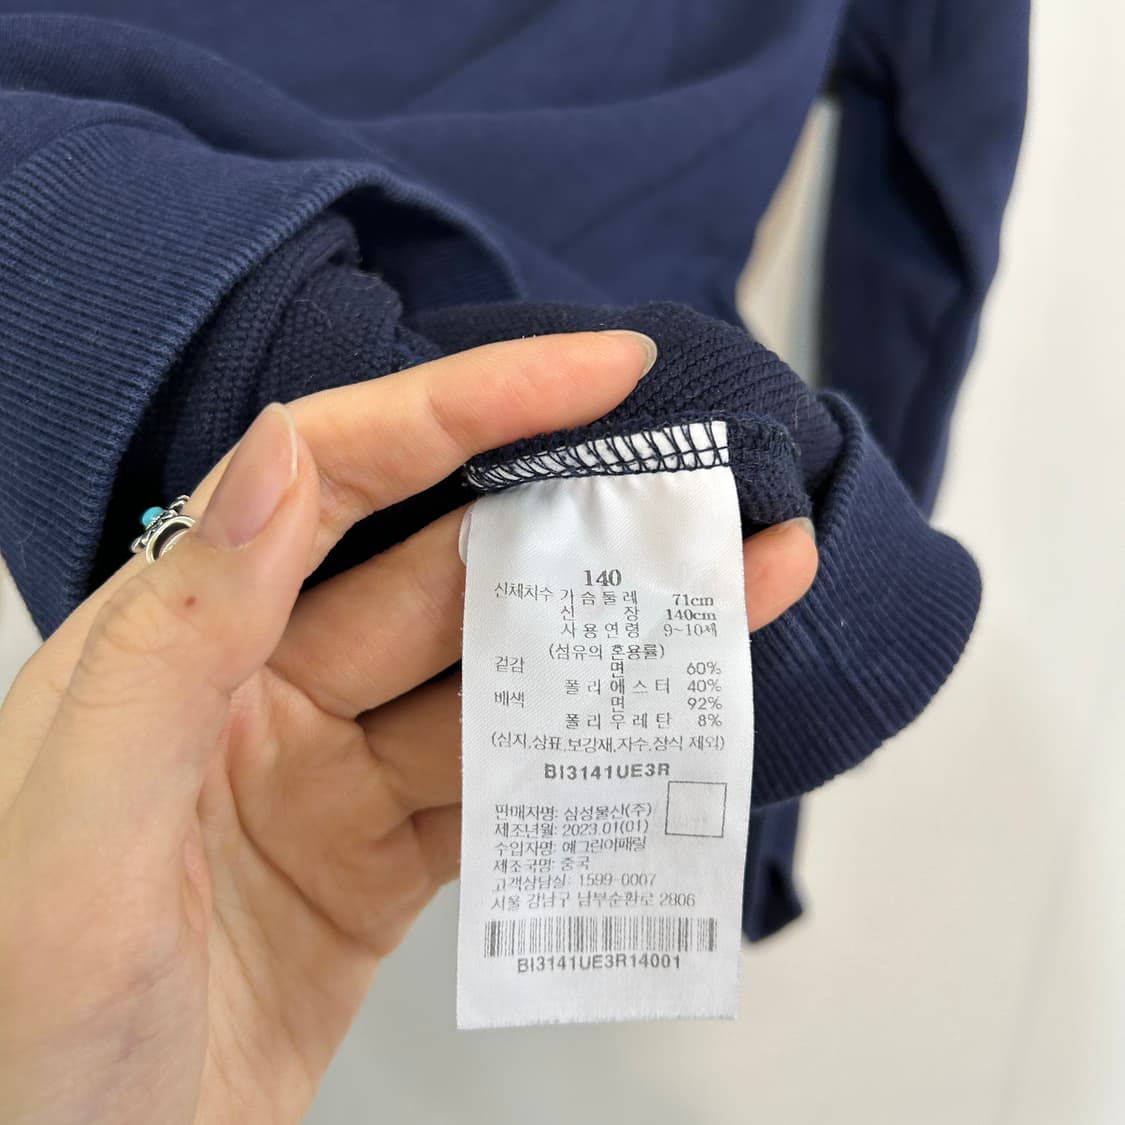 140
신체치수 가슴둘레 71cm
신장 140cm
사용연령 9~10세
(섬유의 혼용률)
겉감 면 60%
폴리에스터 40%
배색 면 92%
폴리우레탄 8%
(심지,상표,보강재,자수,장식 제외)
BI3141UE3R
판매자명: 삼성물산(주)
제조년월: 2023.01(01)
수입자명: 예그린어패럴
제조국명: 중국
고객상담실: 1599-0007
서울 강남구 남부순환로 2806
BI3141UE3R14001